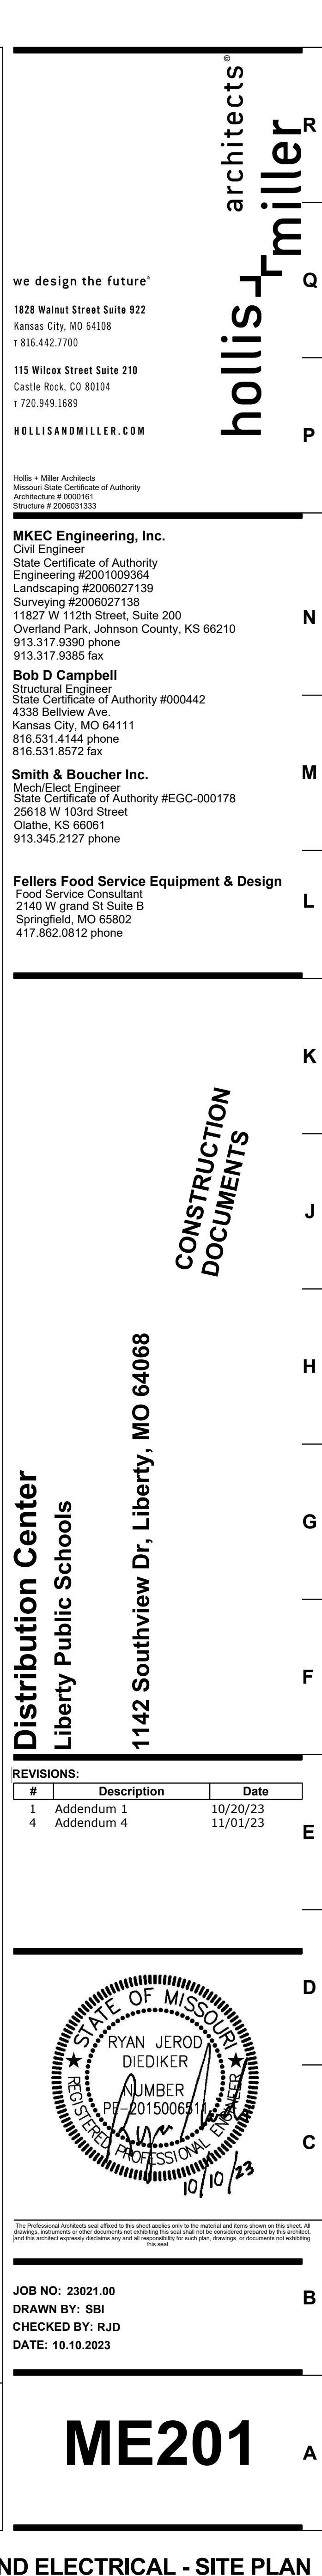 hollis+miller
architects®
we design the future®
1828 Walnut Street Suite 922
Kansas City, MO 64108
T 816.442.7700
115 Wilcox Street Suite 210
Castle Rock, CO 80104
T 720.949.1689
HOLLISANDMILLER.COM
Hollis + Miller Architects
Missouri State Certificate of Authority
Architecture # 0000161
Structure # 2006031333
MKEC Engineering, Inc.
Civil Engineer
State Certificate of Authority
Engineering #2001009364
Landscaping #2006027139
Surveying #2006027138
11827 W 112th Street, Suite 200
Overland Park, Johnson County, KS 66210
913.317.9390 phone
913.317.9385 fax
Bob D Campbell
Structural Engineer
State Certificate of Authority #000442
4338 Bellview Ave.
Kansas City, MO 64111
816.531.4144 phone
816.531.8572 fax
Smith & Boucher Inc.
Mech/Elect Engineer
State Certificate of Authority #EGC-000178
25618 W 103rd Street
Olathe, KS 66061
913.345.2127 phone
Fellers Food Service Equipment & Design
Food Service Consultant
2140 W grand St Suite B
Springfield, MO 65802
417.862.0812 phone
CONSTRUCTION
DOCUMENTS
Distribution Center
Liberty Public Schools
1142 Southview Dr, Liberty, MO 64068
REVISIONS:
# Description Date
1 Addendum 1 10/20/23
4 Addendum 4 11/01/23
STATE OF MISSOURI
RYAN JEROD
DIEDIKER
NUMBER
PE-2015006511
REGISTERED PROFESSIONAL ENGINEER
10/10/23
The Professional Architects seal affixed to this sheet applies only to the material and items shown on this sheet. All
drawings, instruments or other documents not exhibiting this seal shall not be considered prepared by this architect,
and this architect expressly disclaims any and all responsibility for such plan, drawings, or documents not exhibiting
this seal.
JOB NO: 23021.00
DRAWN BY: SBI
CHECKED BY: RJD
DATE: 10.10.2023
ME201
ND ELECTRICAL - SITE PLAN
R
Q
P
N
M
L
K
J
H
G
F
E
D
C
B
A